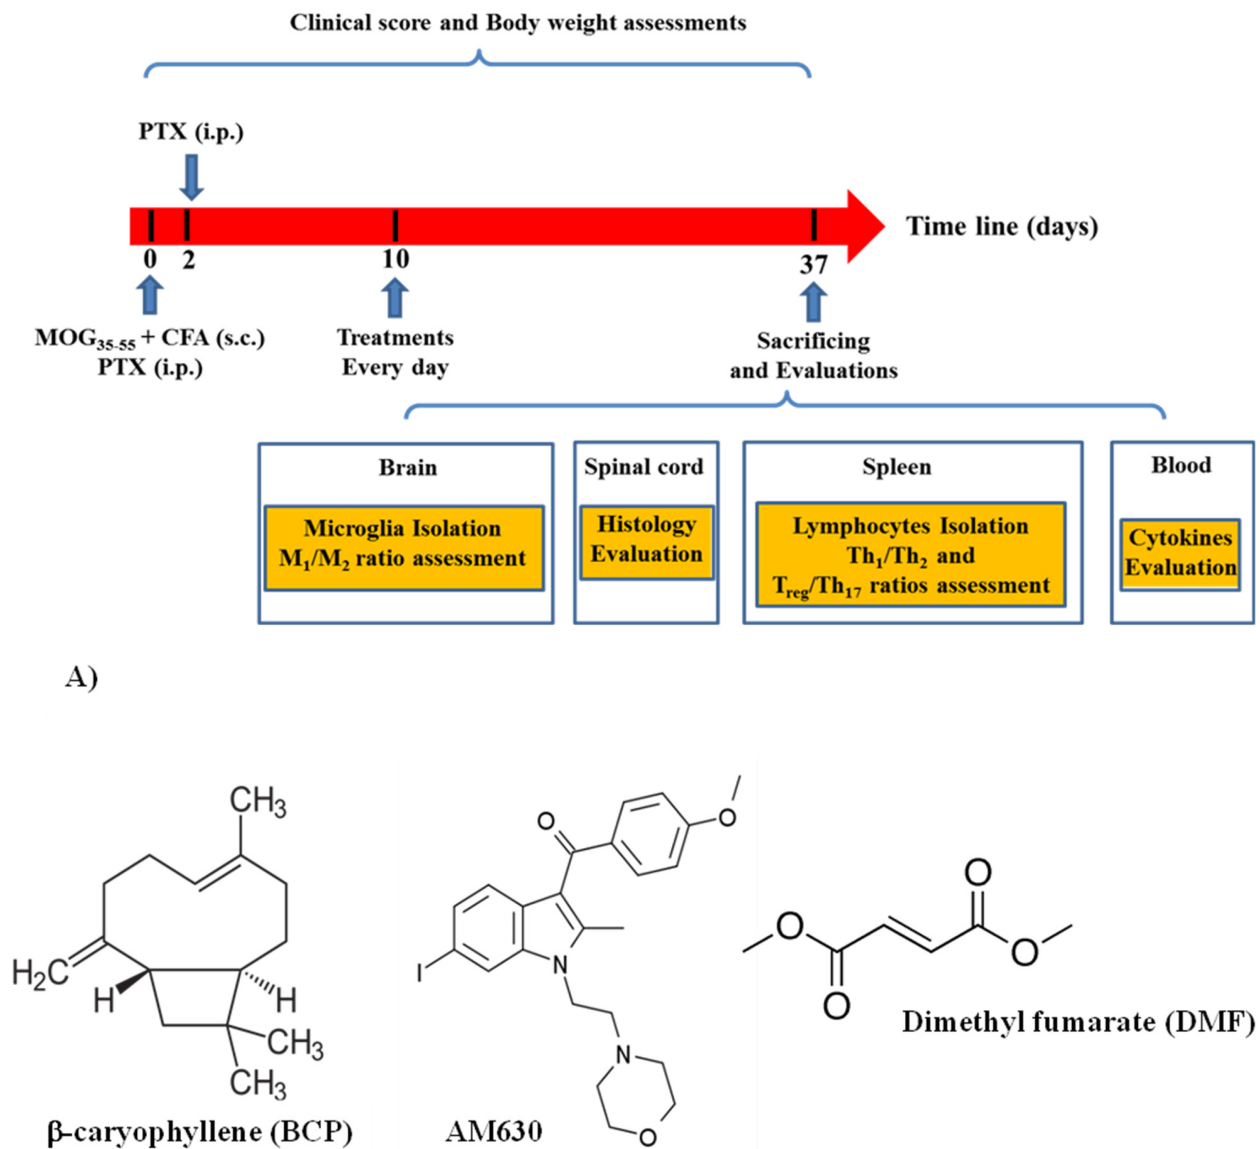 Clinical score and Body weight assessments
PTX (i.p.)
Time line (days)
0 2 10 37
MOG35-55 + CFA (s.c.)
PTX (i.p.)
Treatments
Every day
Sacrificing
and Evaluations
Brain
Microglia Isolation
M1/M2 ratio assessment
Spinal cord
Histology
Evaluation
Spleen
Lymphocytes Isolation
Th1/Th2 and
Treg/Th17 ratios assessment
Blood
Cytokines
Evaluation
A)
CH3
H2C
H
H
CH3
CH3
β-caryophyllene (BCP)
O
O
I
N
N
O
AM630
O
O
O
O
Dimethyl fumarate (DMF)